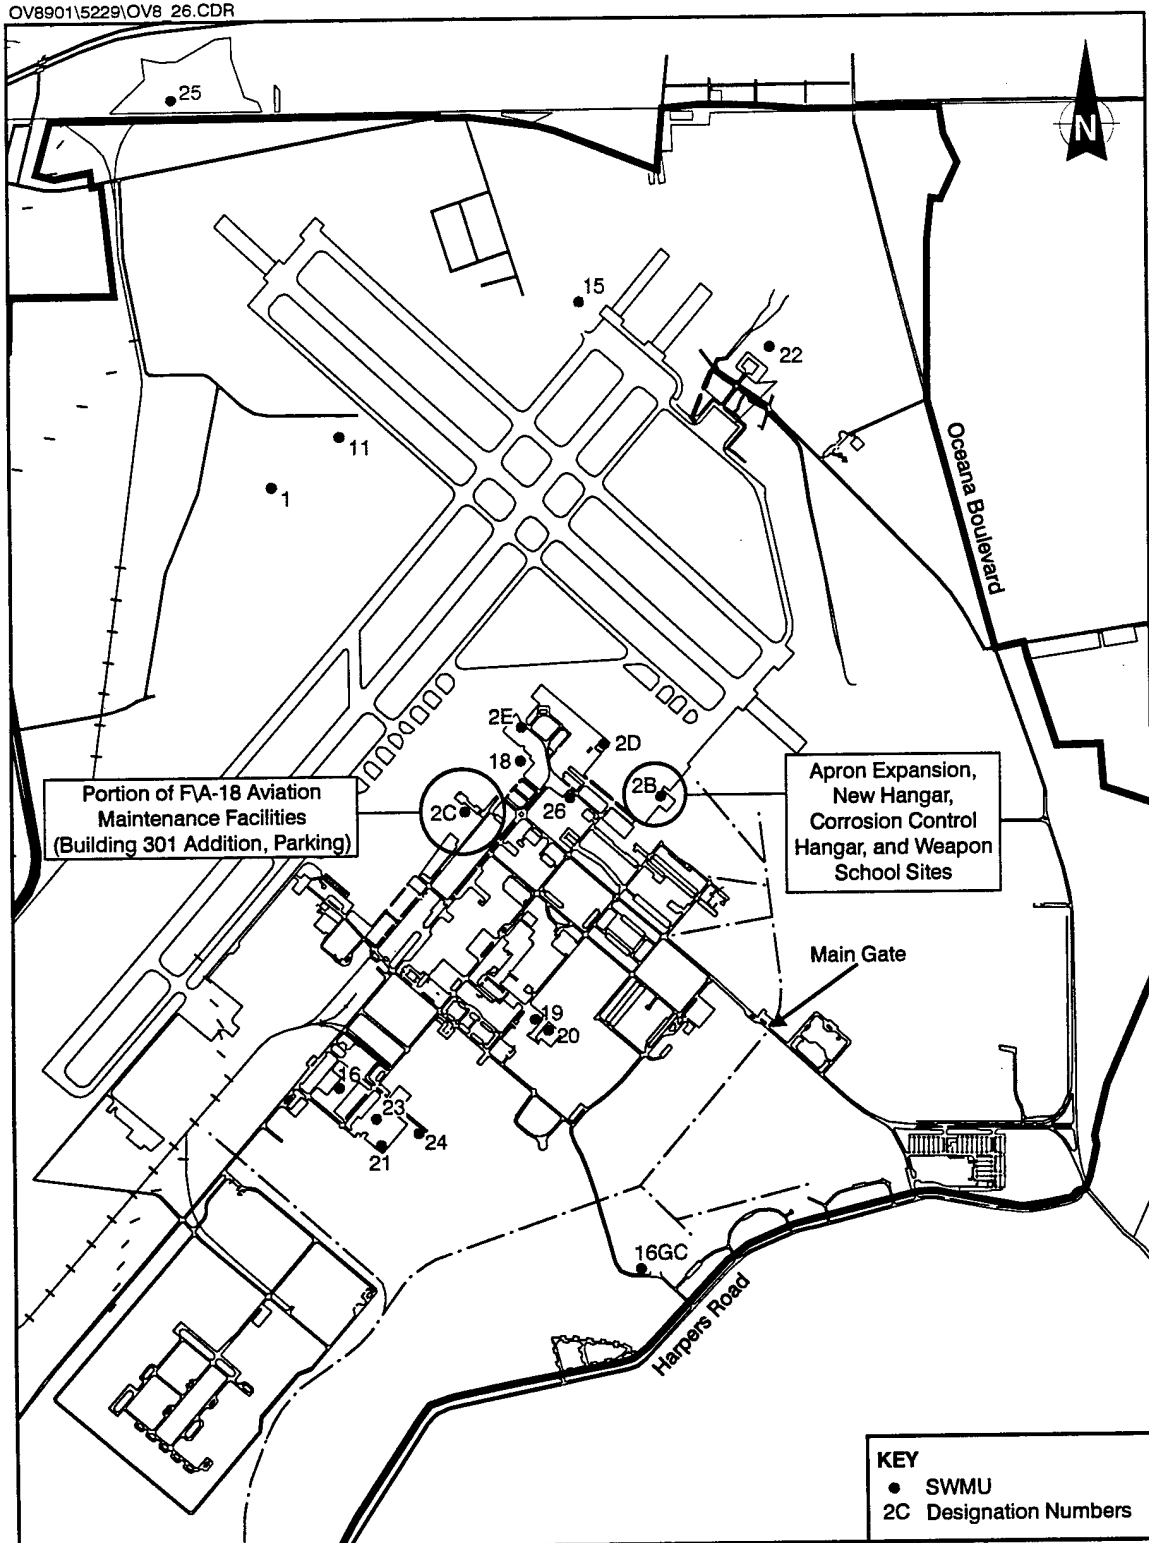 OV8901\5229\OV8_26.CDR
25
N
15
22
11
1
Oceana Boulevard
2E
2D
18
2B
26
2C
Portion of F\A-18 Aviation
Maintenance Facilities
(Building 301 Addition, Parking)
Apron Expansion,
New Hangar,
Corrosion Control
Hangar, and Weapon
School Sites
Main Gate
19
20
16
23
24
21
16GC
Harpers Road
KEY
SWMU
2C Designation Numbers